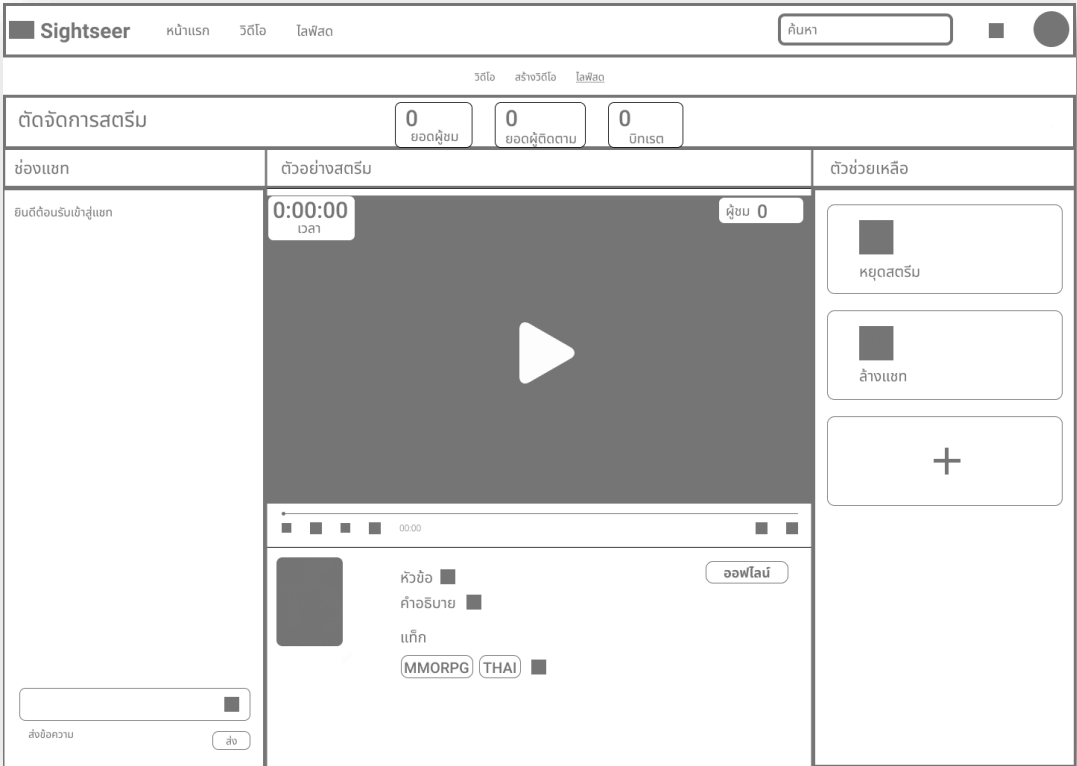 Sightseer หน้าแรก วิดีโอ ไลฟ์สด ค้นหา
วิดีโอ สร้างวิดีโอ ไลฟ์สด
ตัดจัดการสตรีม
0
ยอดผู้ชม
0
ยอดผู้ติดตาม
0
บิทเรต
ช่องแชท
ยินดีต้อนรับเข้าสู่แชท
ส่งข้อความ
ส่ง
ตัวอย่างสตรีม
0:00:00
เวลา
ผู้ชม 0
00:00
หัวข้อ
ออฟไลน์
คำอธิบาย
แท็ก
MMORPG THAI
ตัวช่วยเหลือ
หยุดสตรีม
ล้างแชท
+